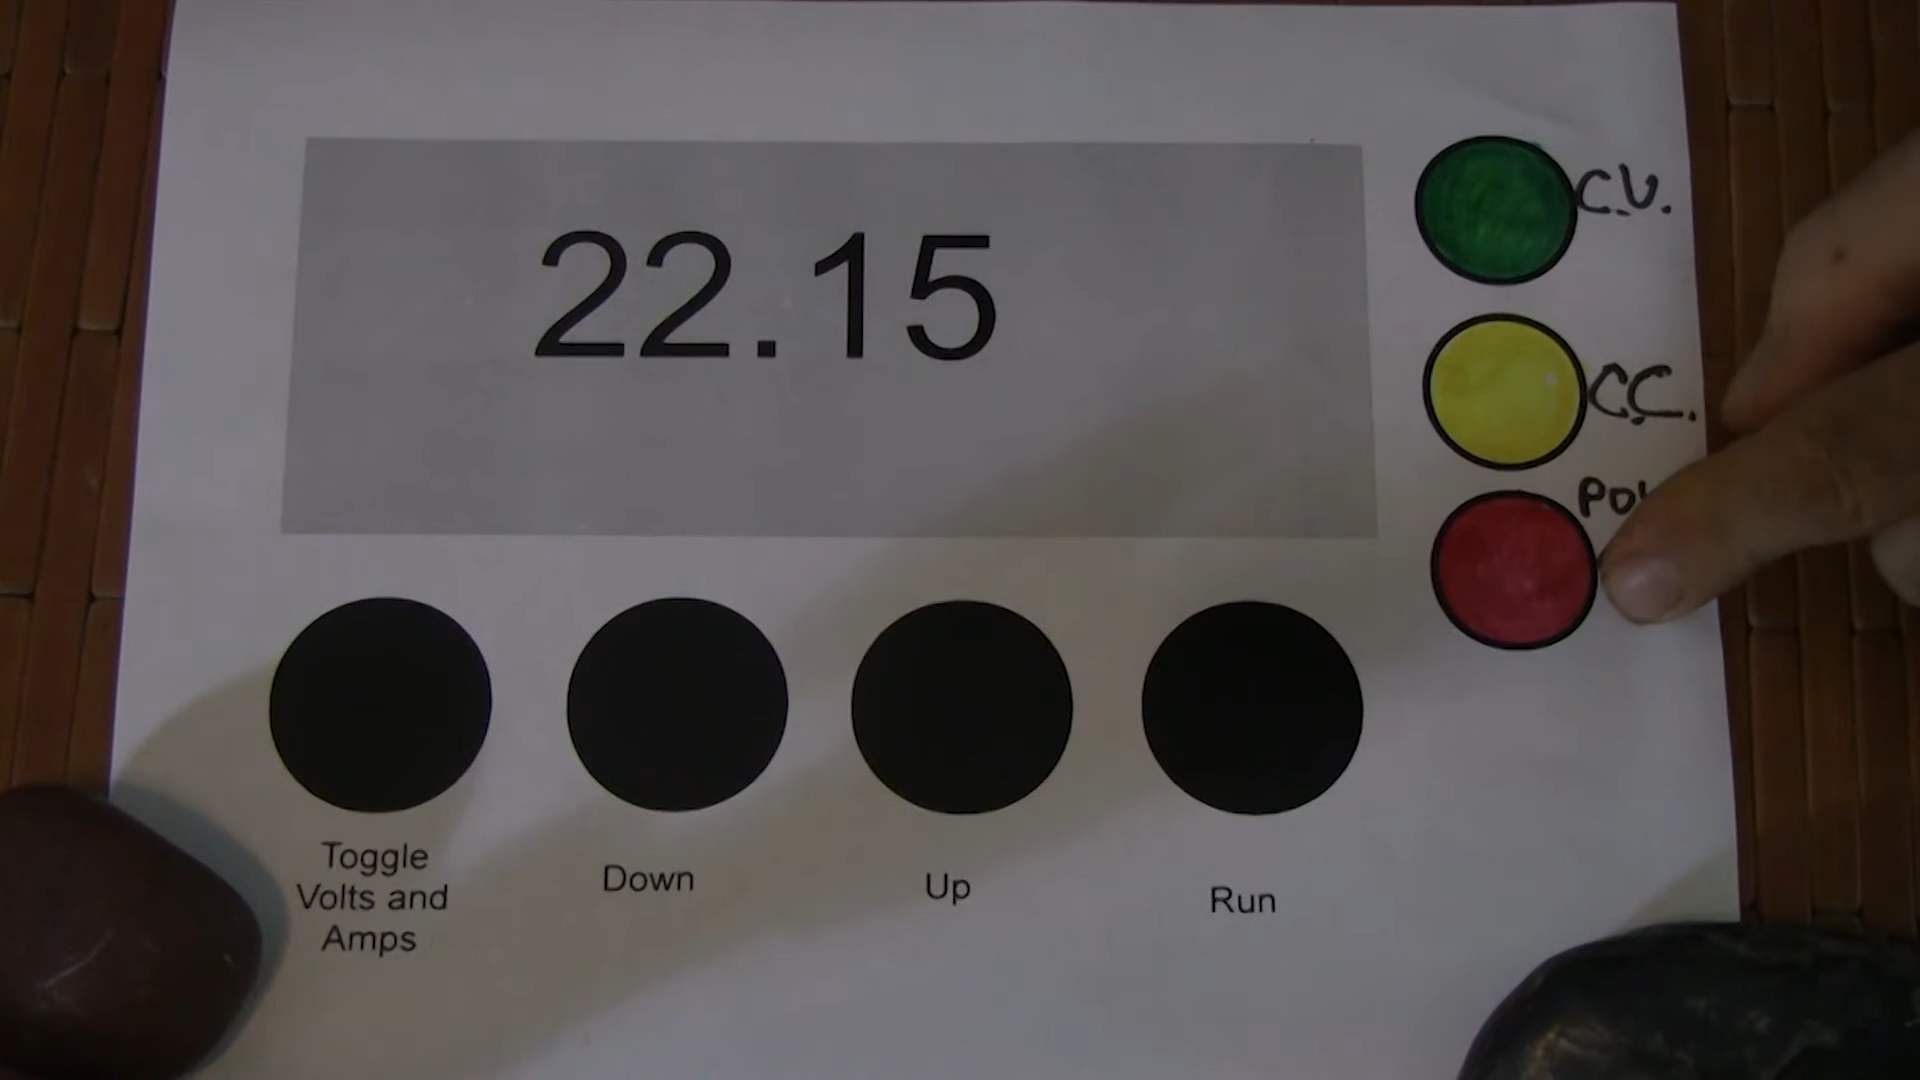 22.15
C.V.
C.C.
Toggle
Volts and
Amps
Down
Up
Run